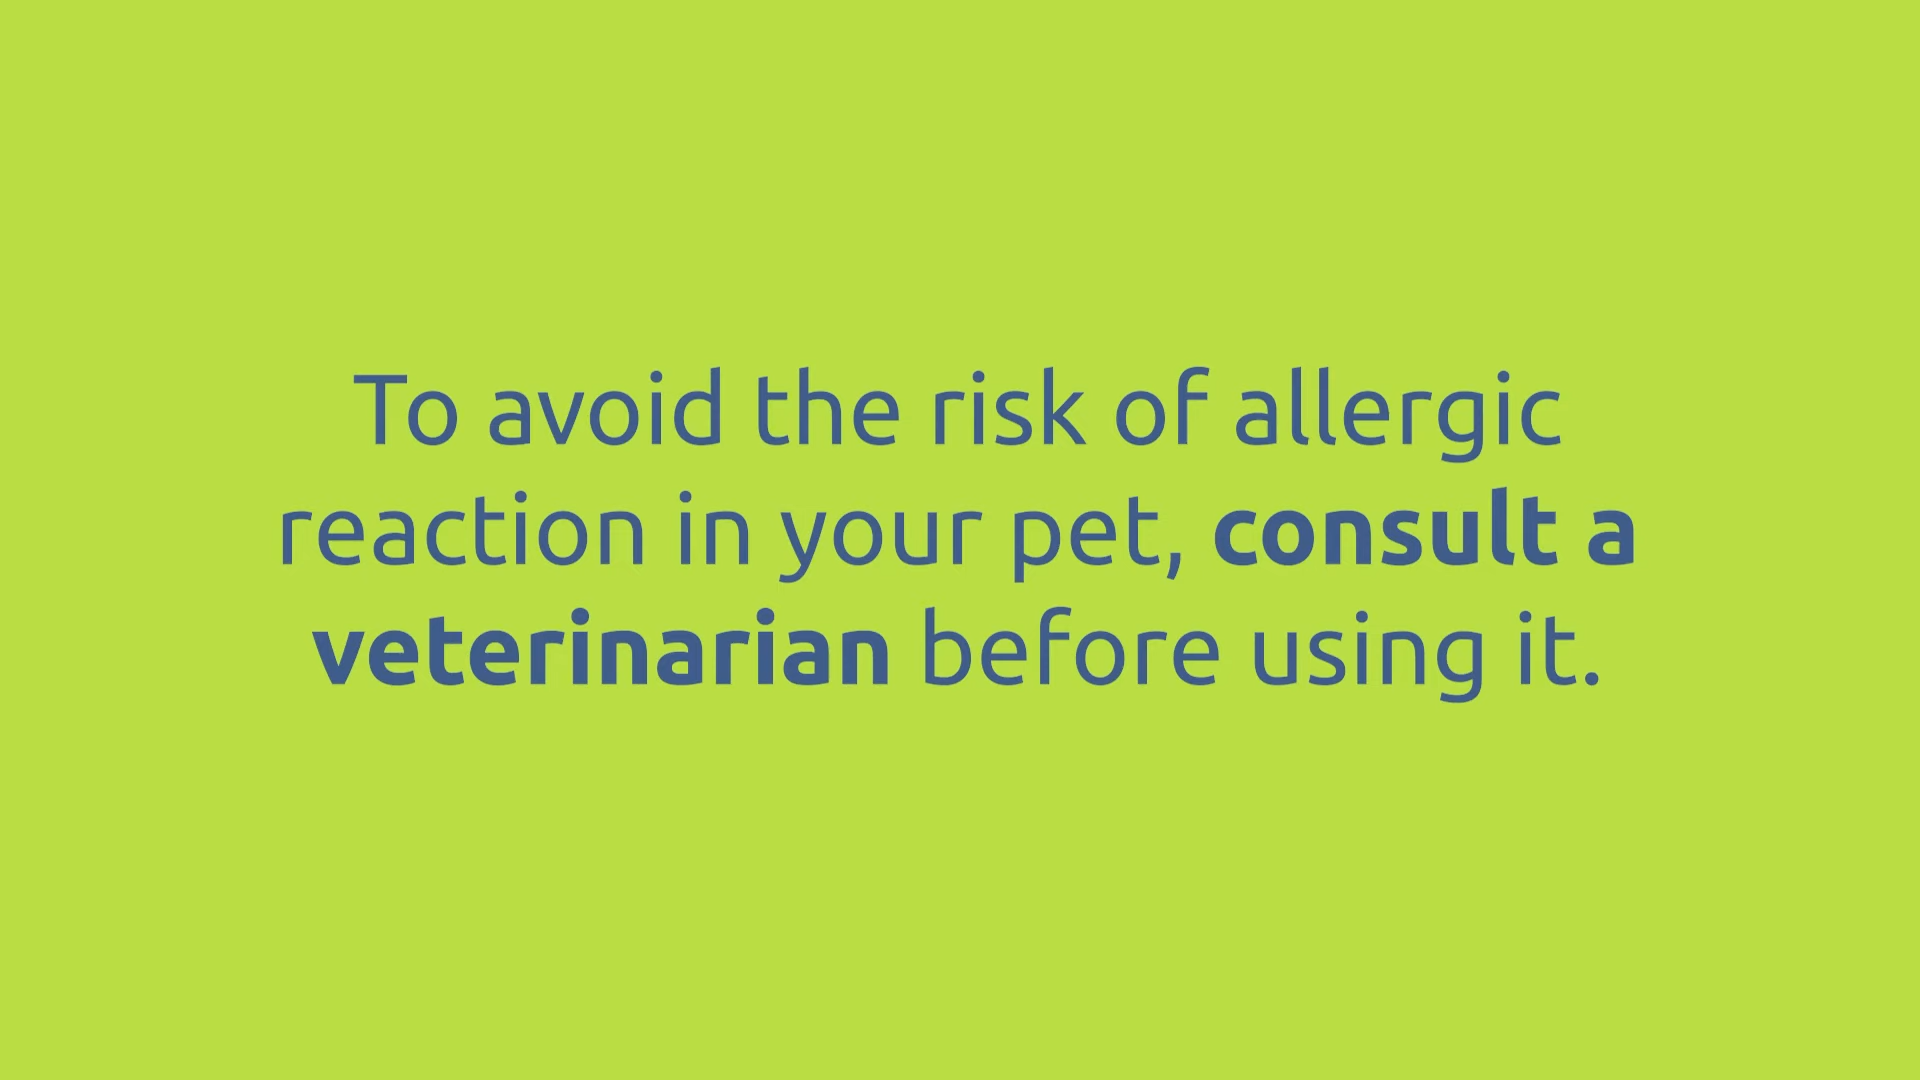 To avoid the risk of allergic
reaction in your pet, consult a
veterinarian before using it.